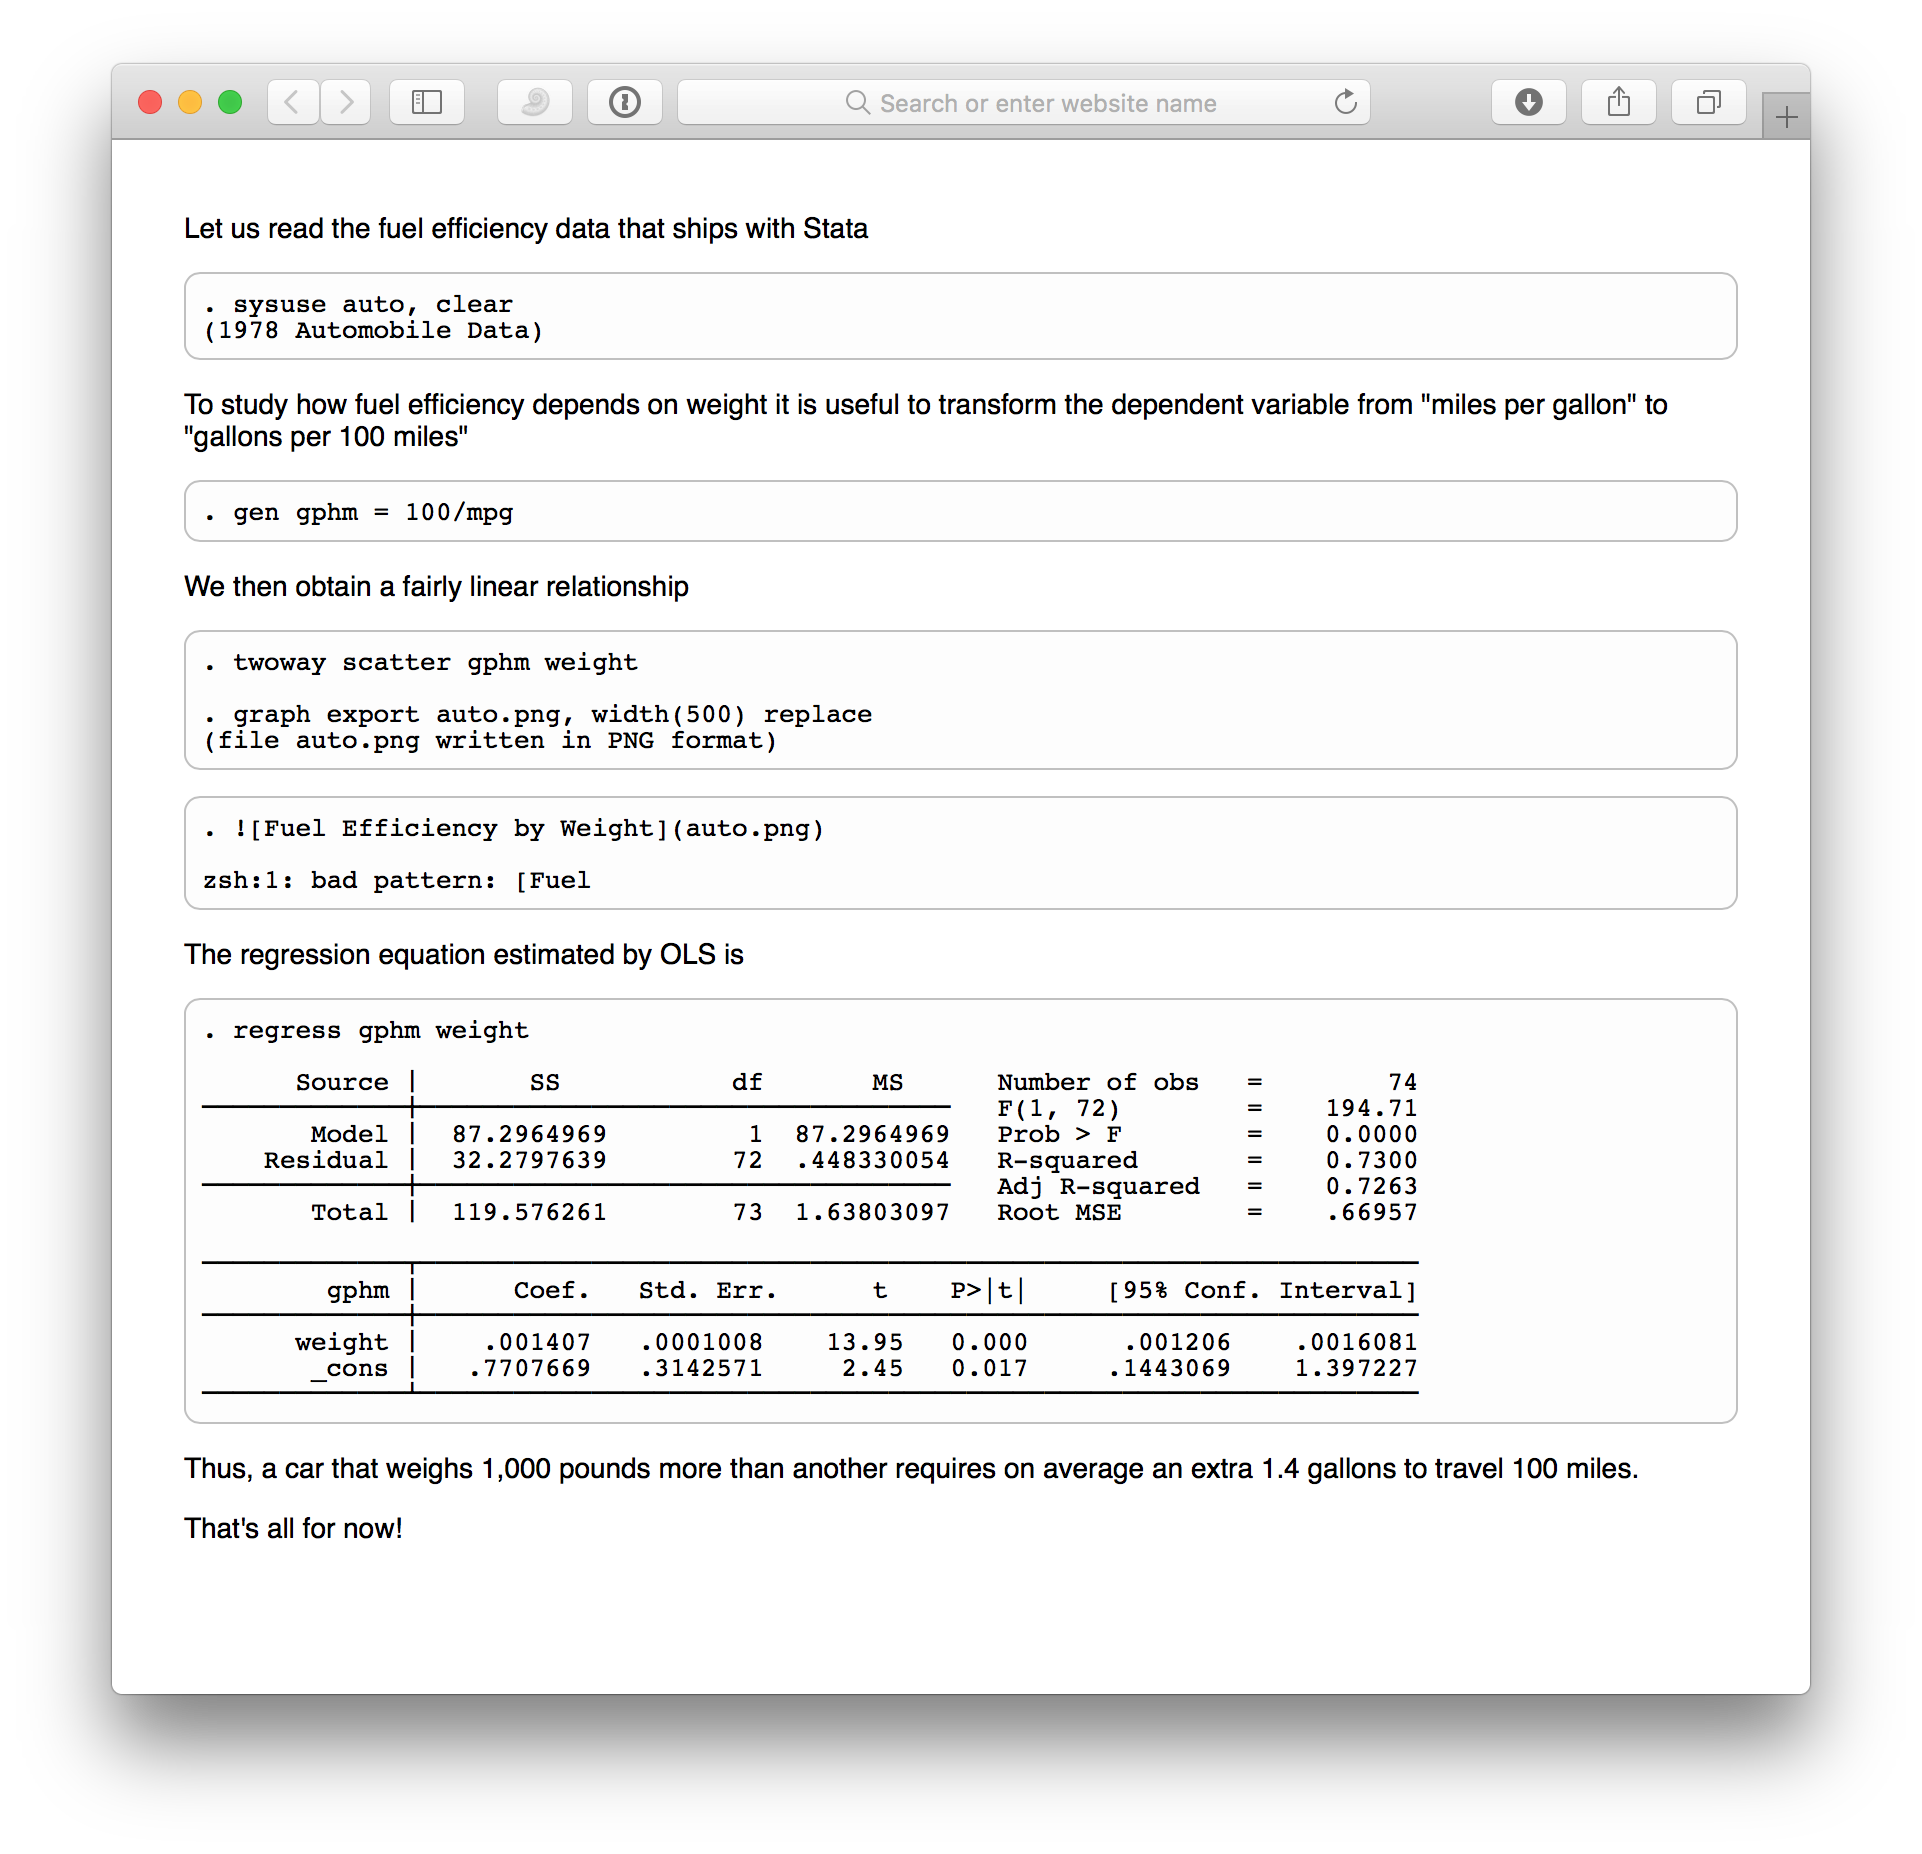 Search or enter website name
Let us read the fuel efficiency data that ships with Stata
. sysuse auto, clear
(1978 Automobile Data)
To study how fuel efficiency depends on weight it is useful to transform the dependent variable from "miles per gallon" to
"gallons per 100 miles"
. gen gphm = 100/mpg
We then obtain a fairly linear relationship
. twoway scatter gphm weight
. graph export auto.png, width(500) replace
(file auto.png written in PNG format)
. ![Fuel Efficiency by Weight](auto.png)
zsh:1: bad pattern: [Fuel
The regression equation estimated by OLS is
. regress gphm weight
Source | SS df MS Number of obs = 74
F(1, 72) = 194.71
Model | 87.2964969 1 87.2964969 Prob > F = 0.0000
Residual | 32.2797639 72 .448330054 R-squared = 0.7300
Adj R-squared = 0.7263
Total | 119.576261 73 1.63803097 Root MSE = .66957
gphm | Coef. Std. Err. t P>|t| [95% Conf. Interval]
weight | .001407 .0001008 13.95 0.000 .001206 .0016081
_cons | .7707669 .3142571 2.45 0.017 .1443069 1.397227
Thus, a car that weighs 1,000 pounds more than another requires on average an extra 1.4 gallons to travel 100 miles.
That's all for now!